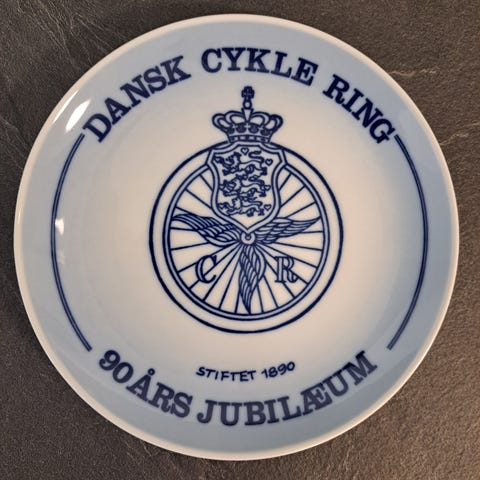 DANSK CYKLE RING
C R
STIFTET 1890
90 ÅRS JUBILÆUM